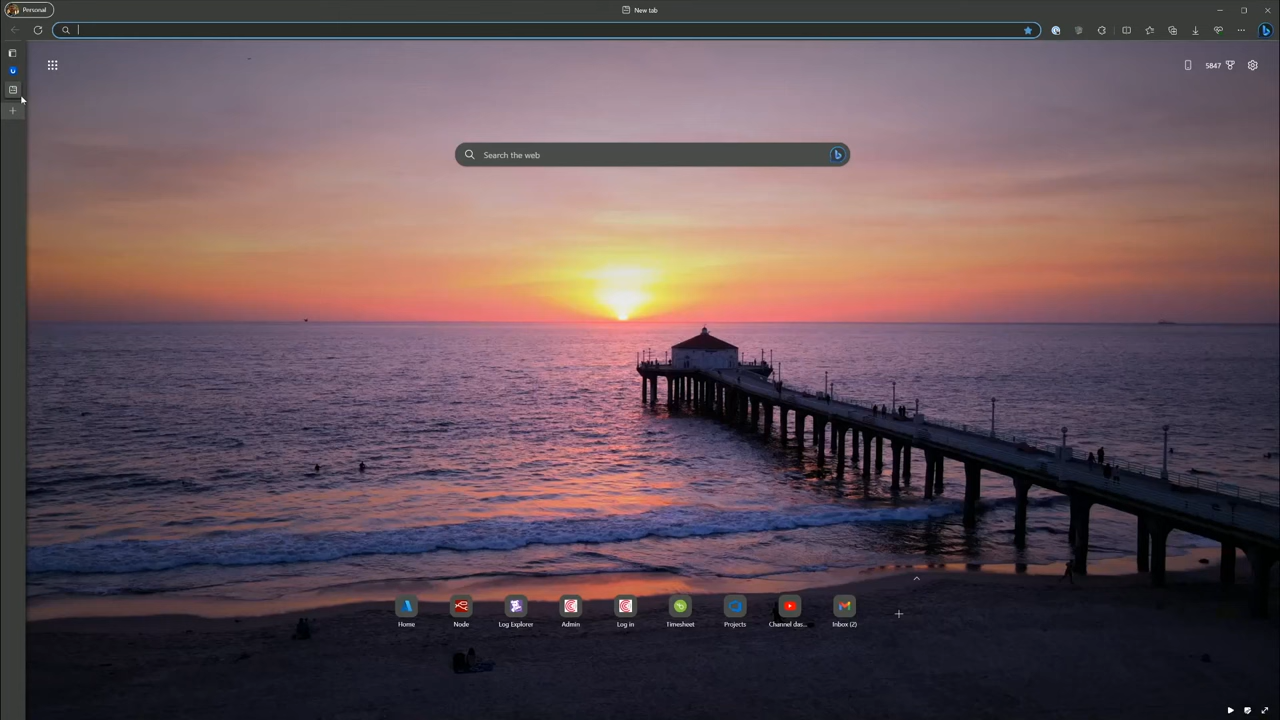 Personal
New tab
5847
Search the web
Home
Node
Log Explorer
Admin
Log in
Timesheet
Projects
Channel das...
Inbox (2)